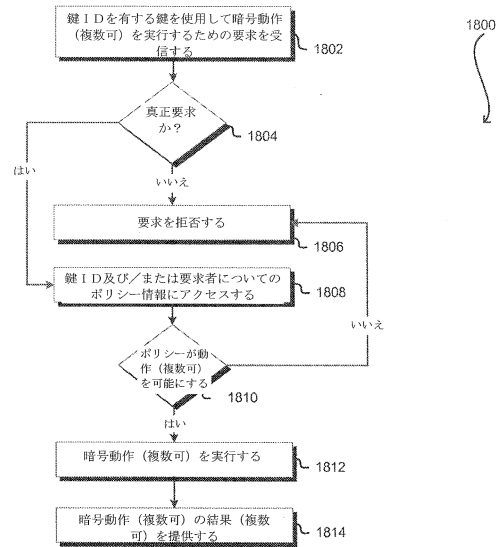 1800
鍵IDを有する鍵を使用して暗号動作
(複数可)を実行するための要求を受
信する
1802
真正要求
か?
1804
はい
いいえ
要求を拒否する
1806
鍵ID及び/または要求者についての
ポリシー情報にアクセスする
1808
いいえ
ポリシーが動
作(複数可)
を可能にする
1810
はい
暗号動作(複数可)を実行する
1812
暗号動作(複数可)の結果(複数
可)を提供する
1814